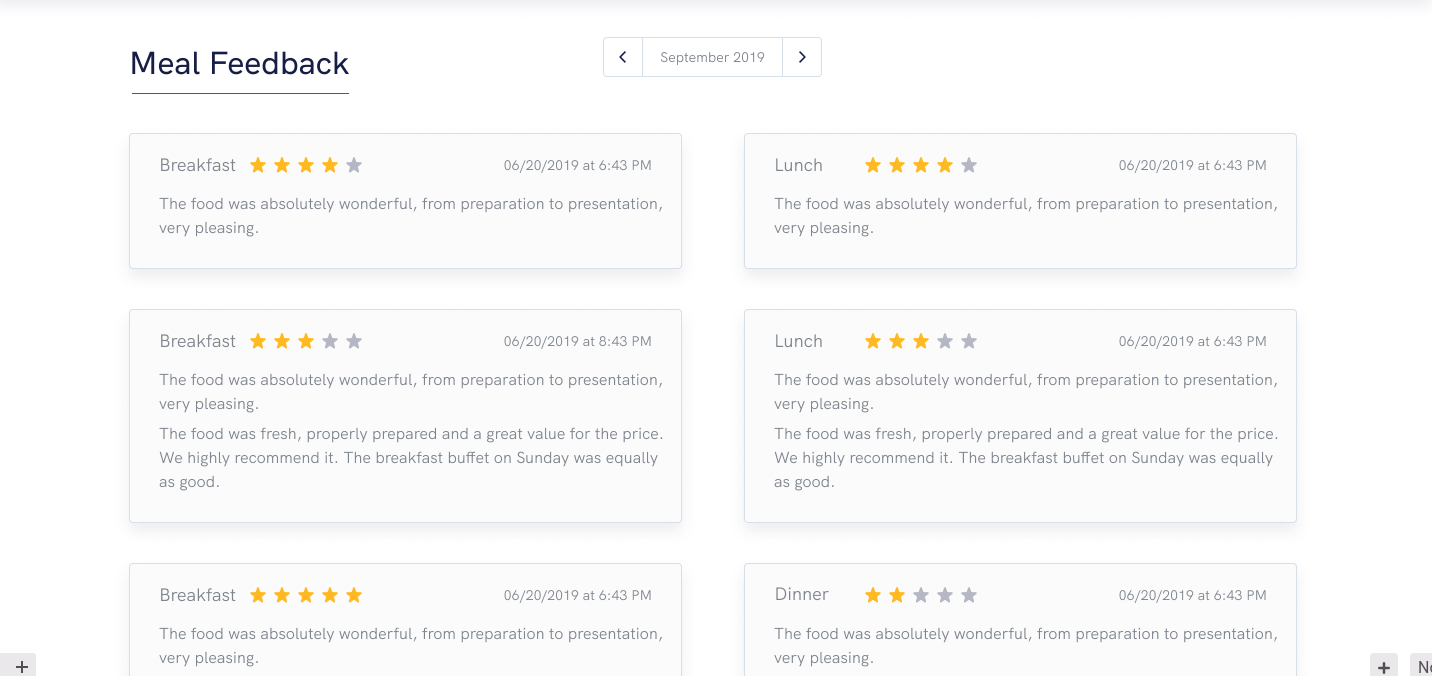 Meal Feedback
September 2019
Breakfast 06/20/2019 at 6:43 PM
The food was absolutely wonderful, from preparation to presentation,
very pleasing.
Lunch 06/20/2019 at 6:43 PM
The food was absolutely wonderful, from preparation to presentation,
very pleasing.
Breakfast 06/20/2019 at 8:43 PM
The food was absolutely wonderful, from preparation to presentation,
very pleasing.
The food was fresh, properly prepared and a great value for the price.
We highly recommend it. The breakfast buffet on Sunday was equally
as good.
Lunch 06/20/2019 at 6:43 PM
The food was absolutely wonderful, from preparation to presentation,
very pleasing.
The food was fresh, properly prepared and a great value for the price.
We highly recommend it. The breakfast buffet on Sunday was equally
as good.
Breakfast 06/20/2019 at 6:43 PM
The food was absolutely wonderful, from preparation to presentation,
very pleasing.
Dinner 06/20/2019 at 6:43 PM
The food was absolutely wonderful, from preparation to presentation,
very pleasing.